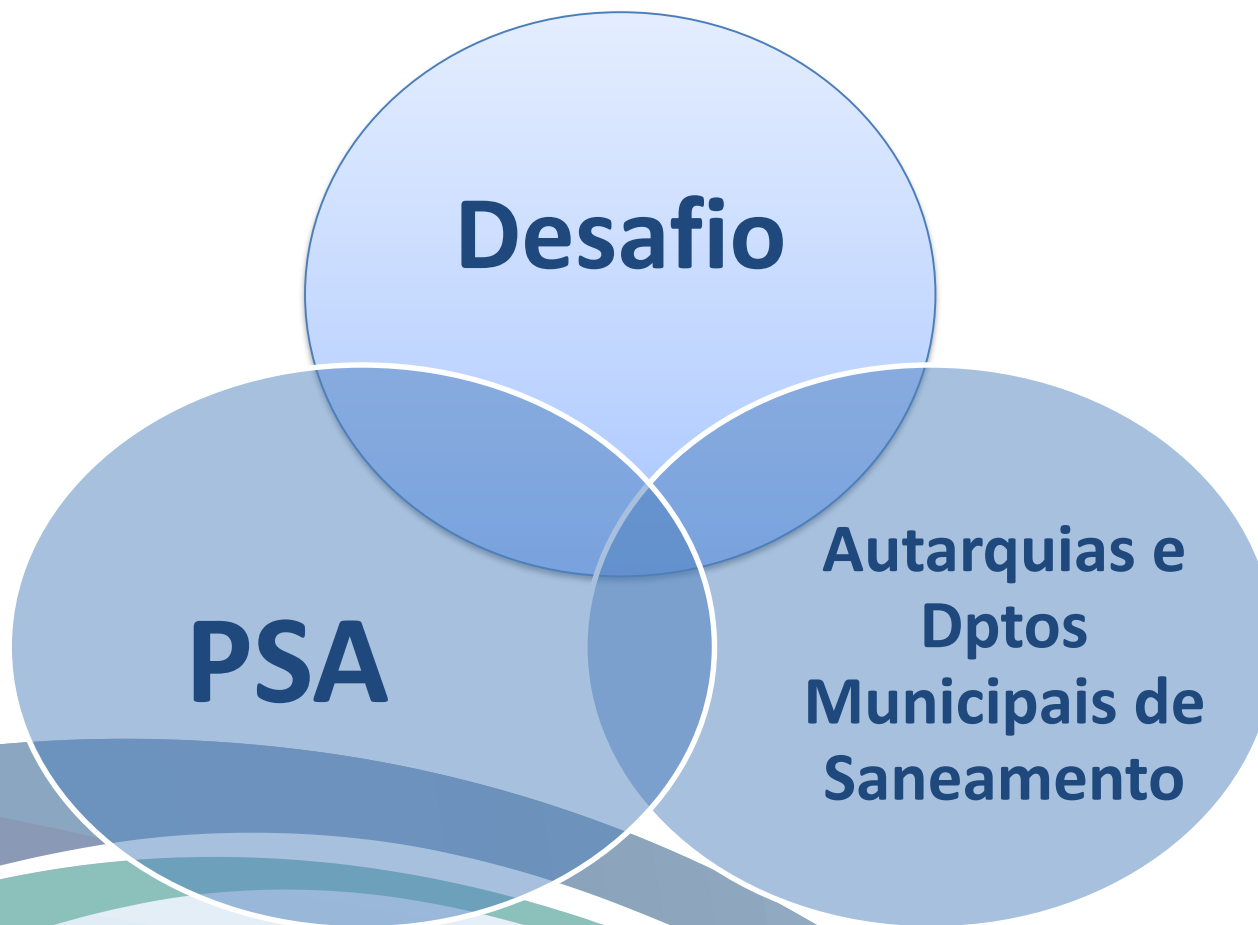 Desafio
PSA
Autarquias e
Dptos
Municipais de
Saneamento